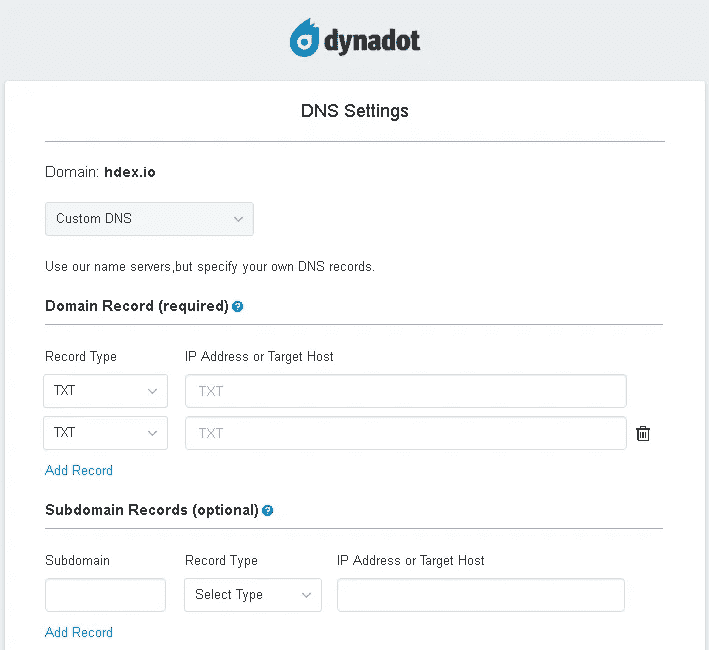 dynadot
DNS Settings
Domain: hdex.io
Custom DNS
Use our name servers,but specify your own DNS records.
Domain Record (required) ?
Record Type IP Address or Target Host
TXT TXT
TXT TXT
Add Record
Subdomain Records (optional) ?
Subdomain Record Type IP Address or Target Host
Select Type
Add Record